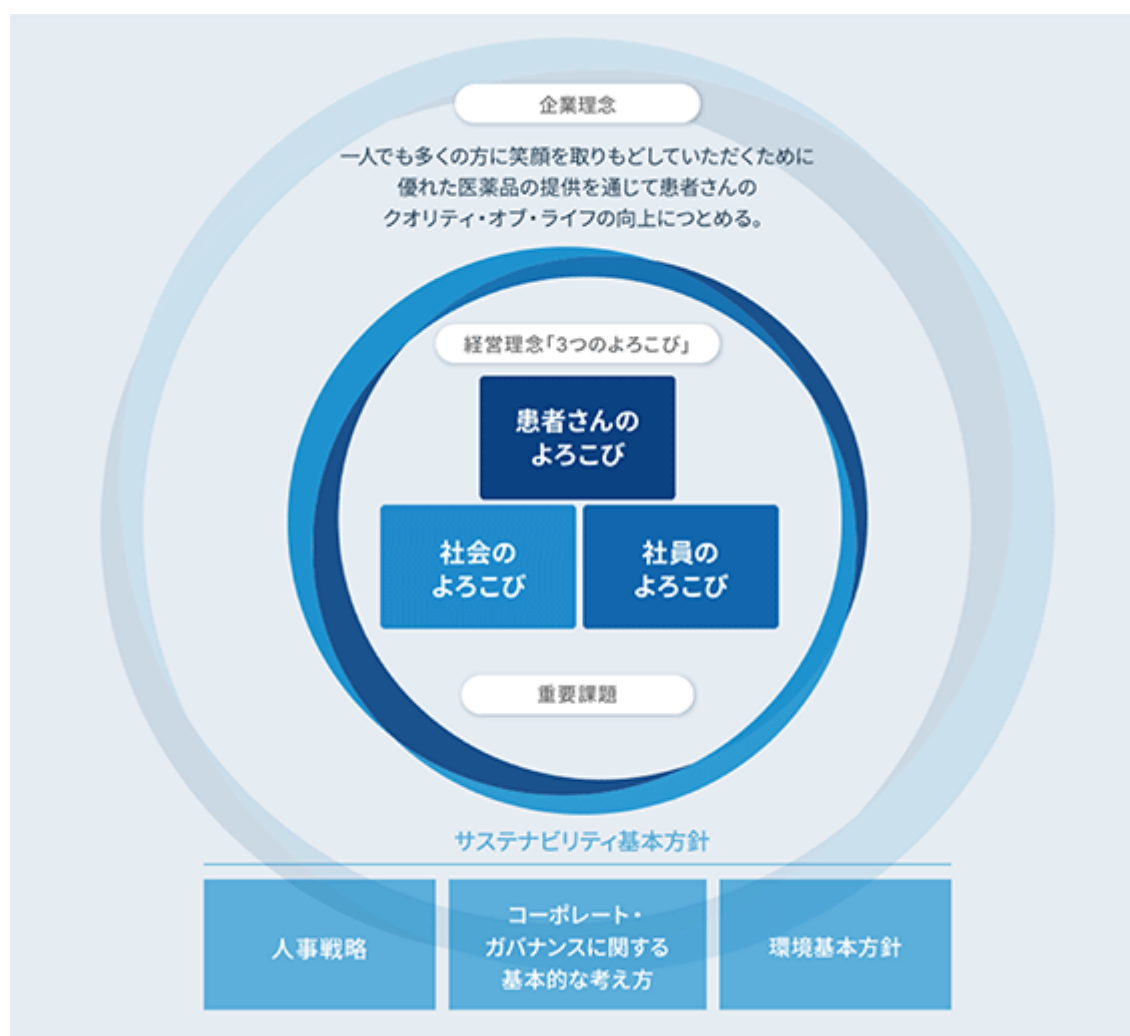 企業理念
一人でも多くの方に笑顔を取りもどしていただくために
優れた医薬品の提供を通じて患者さんの
クオリティ・オブ・ライフの向上につとめる。
経営理念「3つのよろこび」
患者さんの
よろこび
社会の
よろこび
社員の
よろこび
重要課題
サステナビリティ基本方針
人事戦略
コーポレート・
ガバナンスに関する
基本的な考え方
環境基本方針